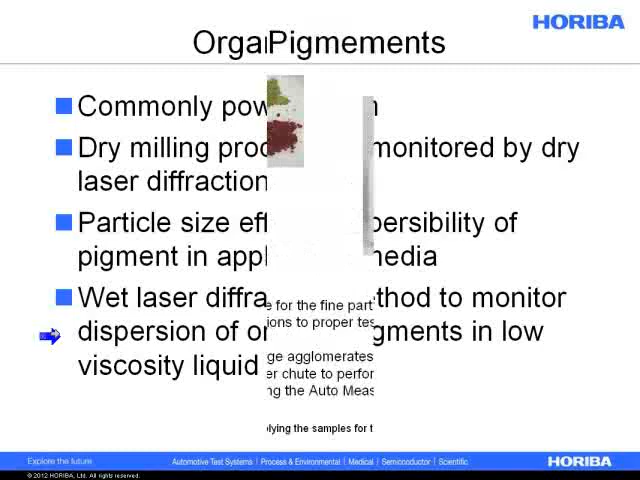 HORIBA
Orga Pigmements
Commonly pow
Dry milling proc monitored by dry
laser diffraction
Particle size eff persibility of
pigment in appl media
Wet laser diffra thod to monitor
e for the fine part
dispersion of or gments in low
ions to proper tes
viscosity liquid
ge agglomerates
er chute to perfor
ng the Auto Meas
lying the samples for t
Explore the future
Automotive Test Systems | Process & Environmental | Medical | Semiconductor | Scientific
HORIBA
© 2012 HORIBA, Ltd. All rights reserved.